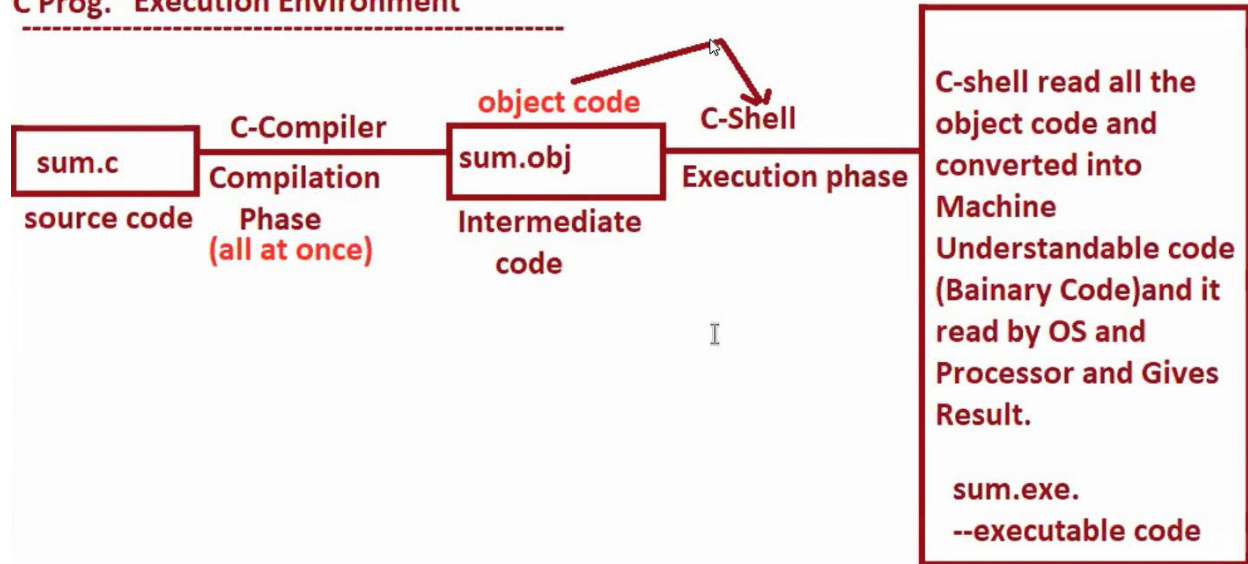 C Prog. Execution Environment
sum.c
source code
C-Compiler
Compilation
Phase
(all at once)
object code
sum.obj
Intermediate
code
C-Shell
Execution phase
C-shell read all the
object code and
converted into
Machine
Understandable code
(Bainary Code)and it
read by OS and
Processor and Gives
Result.
sum.exe.
--executable code